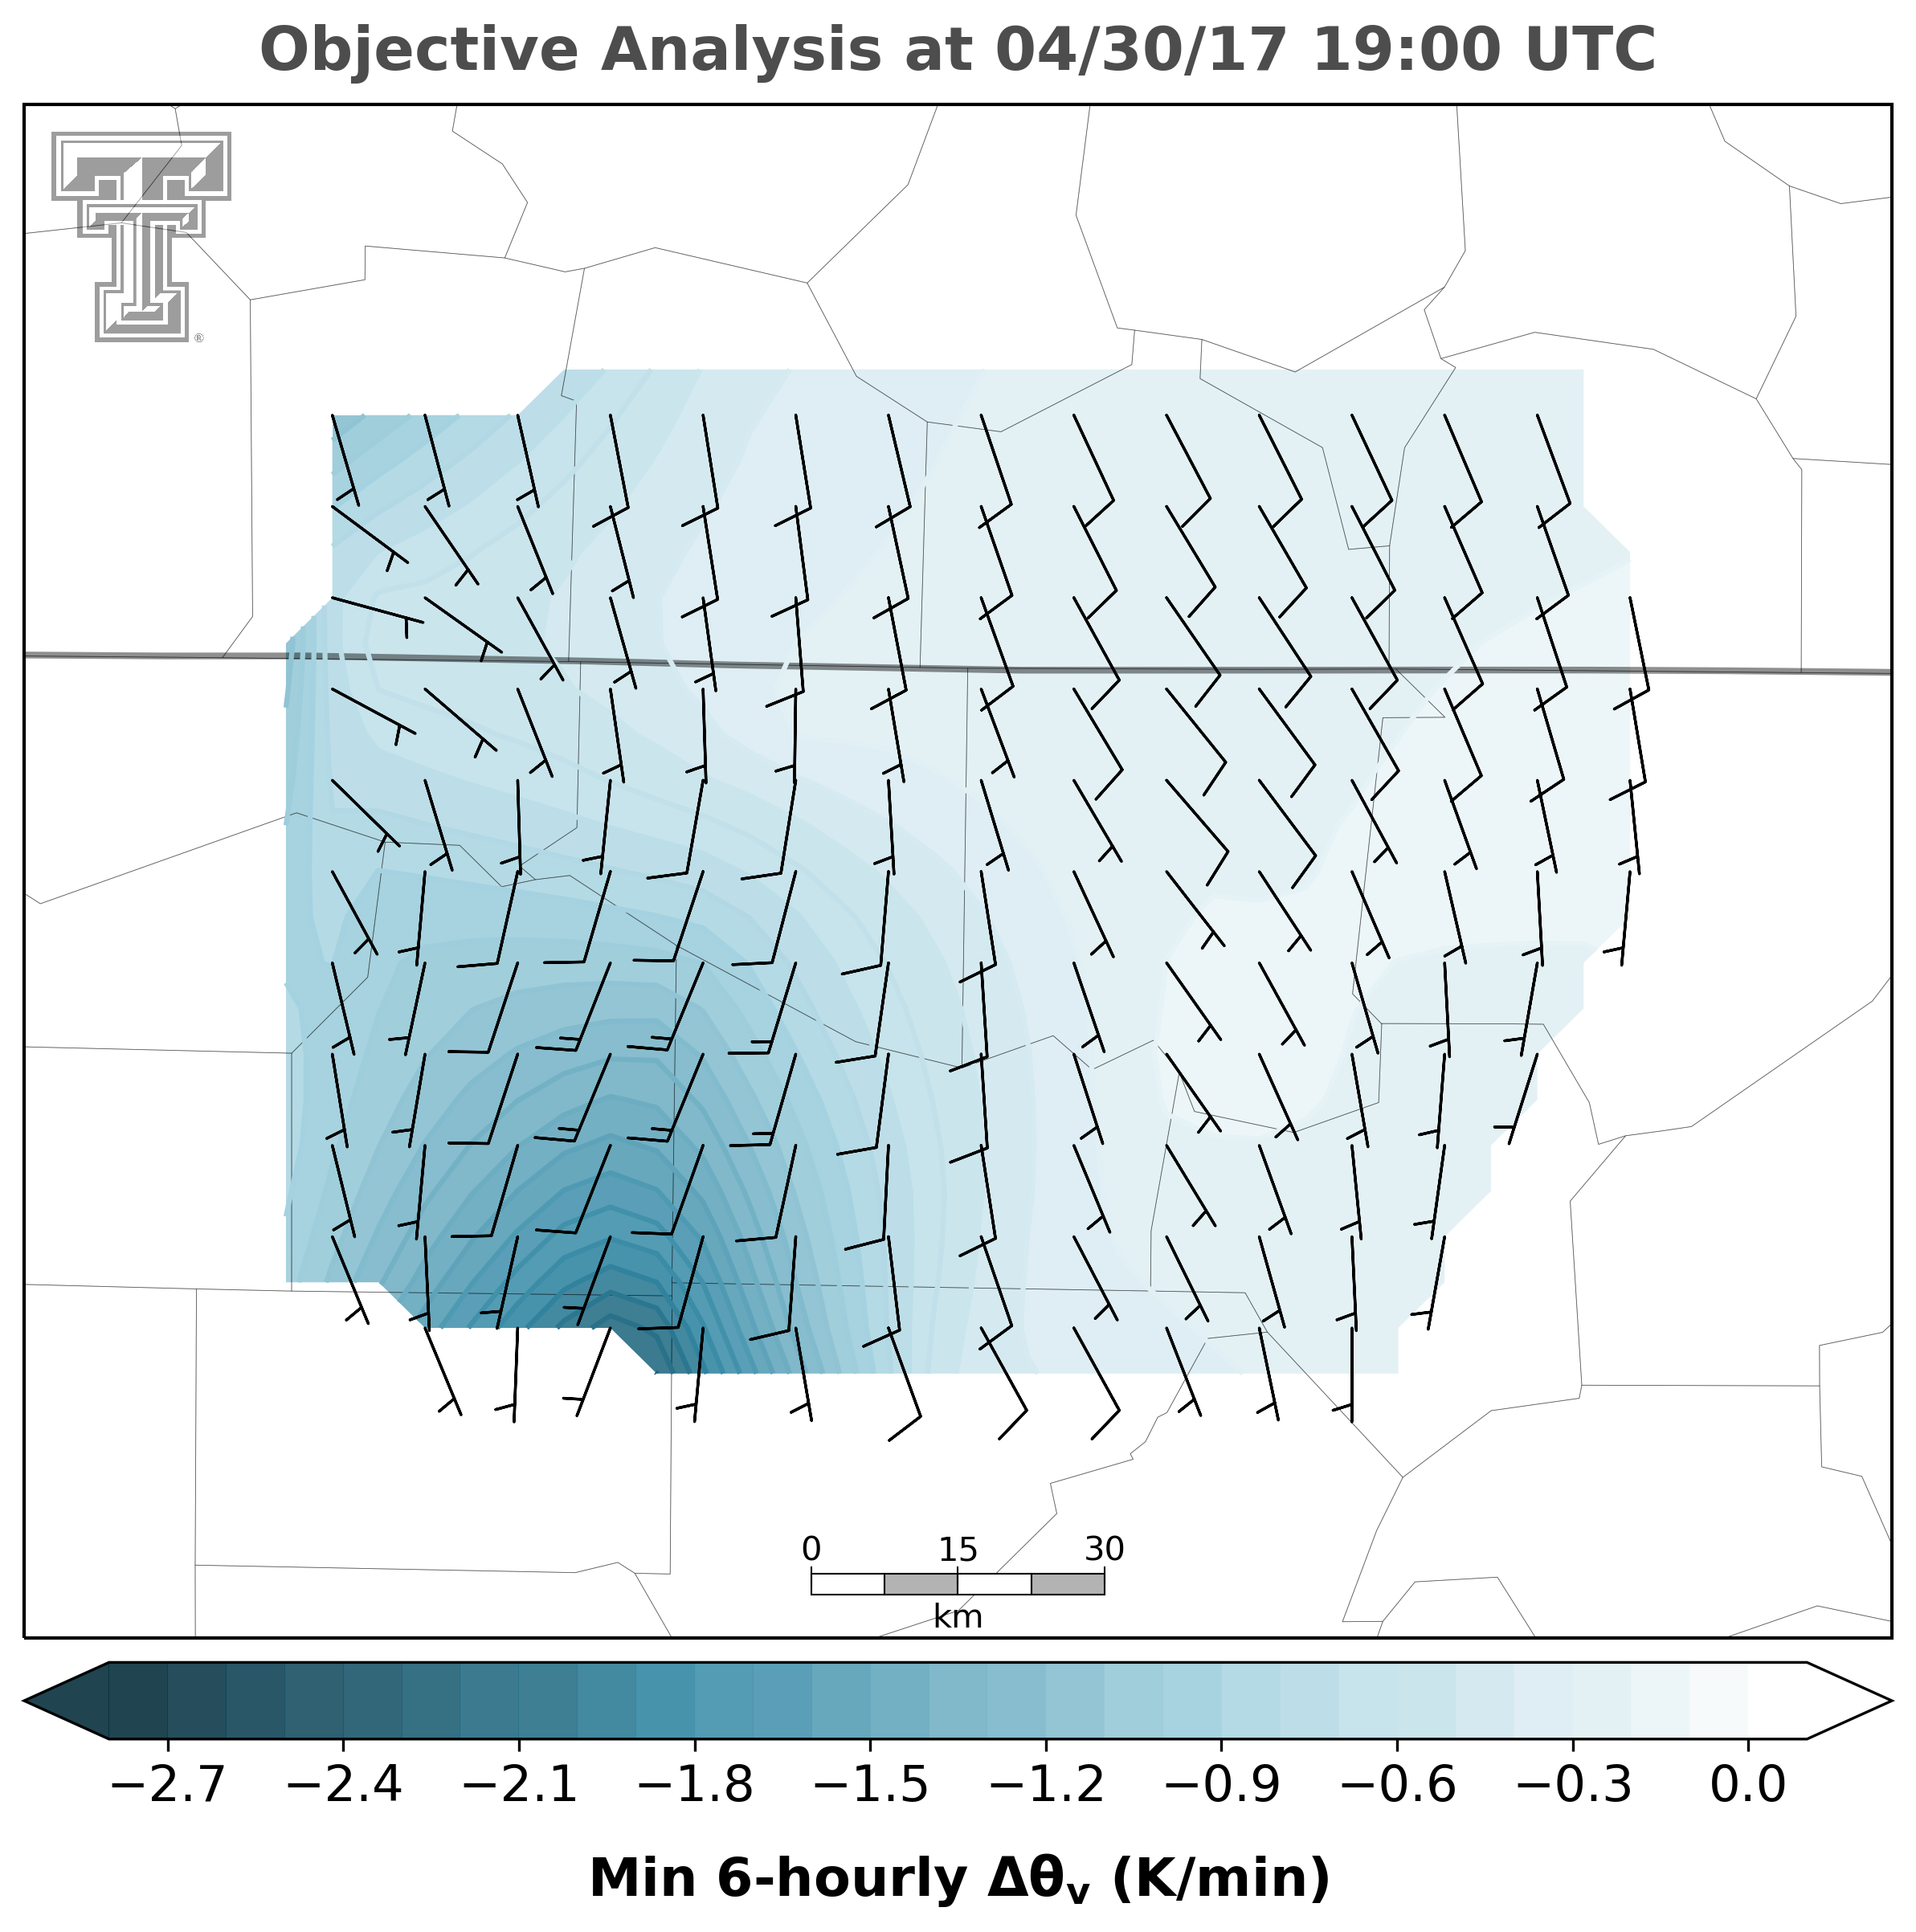 Objective Analysis at 04/30/17 19:00 UTC
®
0 15 30
km
−2.7 −2.4 −2.1 −1.8 −1.5 −1.2 −0.9 −0.6 −0.3 0.0
Min 6-hourly Δθᵥ (K/min)